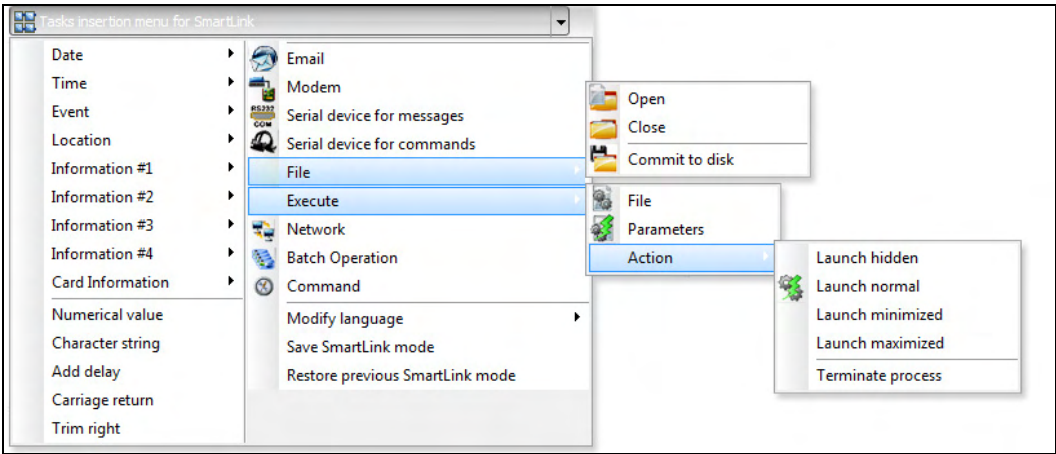 Tasks insertion menu for SmartLink
Date
Time
Event
Location
Information #1
Information #2
Information #3
Information #4
Card Information
Numerical value
Character string
Add delay
Carriage return
Trim right
Email
Modem
RS232
COM
Serial device for messages
Serial device for commands
File
Execute
Network
Batch Operation
Command
Modify language
Save SmartLink mode
Restore previous SmartLink mode
Open
Close
Commit to disk
File
Parameters
Action
Launch hidden
Launch normal
Launch minimized
Launch maximized
Terminate process